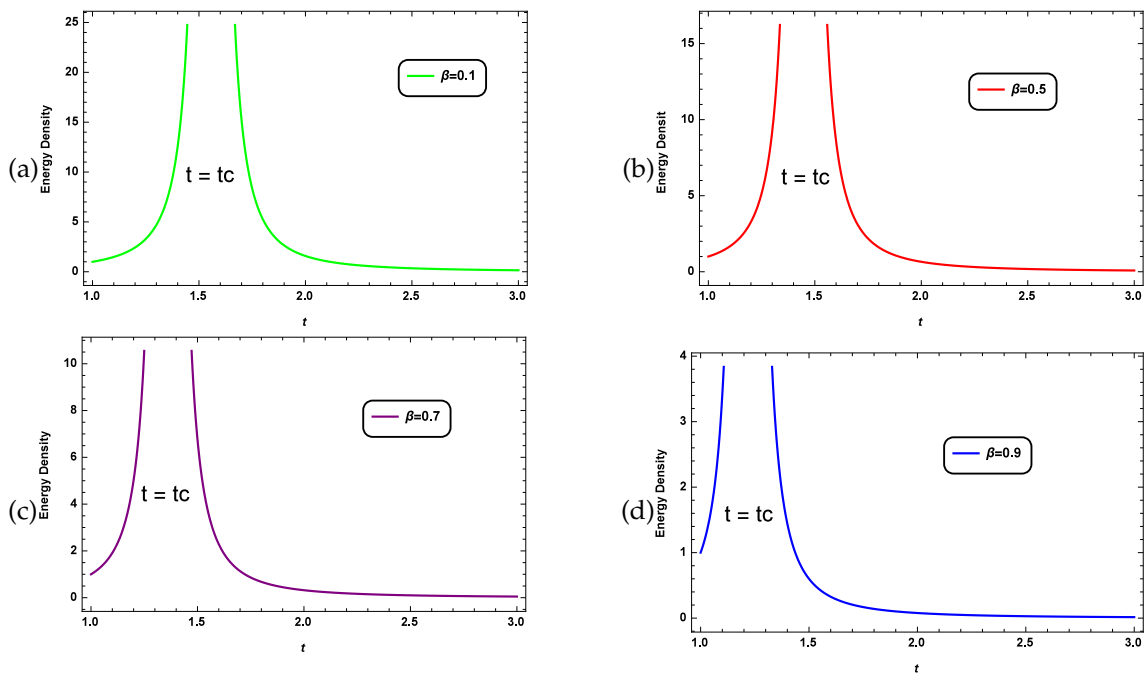 (a)
Energy Density
25
20
15
10
5
0
β=0.1
t = tc
1.0 1.5 2.0 2.5 3.0
t
(b)
Energy Densit
15
10
5
0
β=0.5
t = tc
1.0 1.5 2.0 2.5 3.0
t
(c)
Energy Density
10
8
6
4
2
0
β=0.7
t = tc
1.0 1.5 2.0 2.5 3.0
t
(d)
Energy Density
4
3
2
1
0
β=0.9
t = tc
1.0 1.5 2.0 2.5 3.0
t